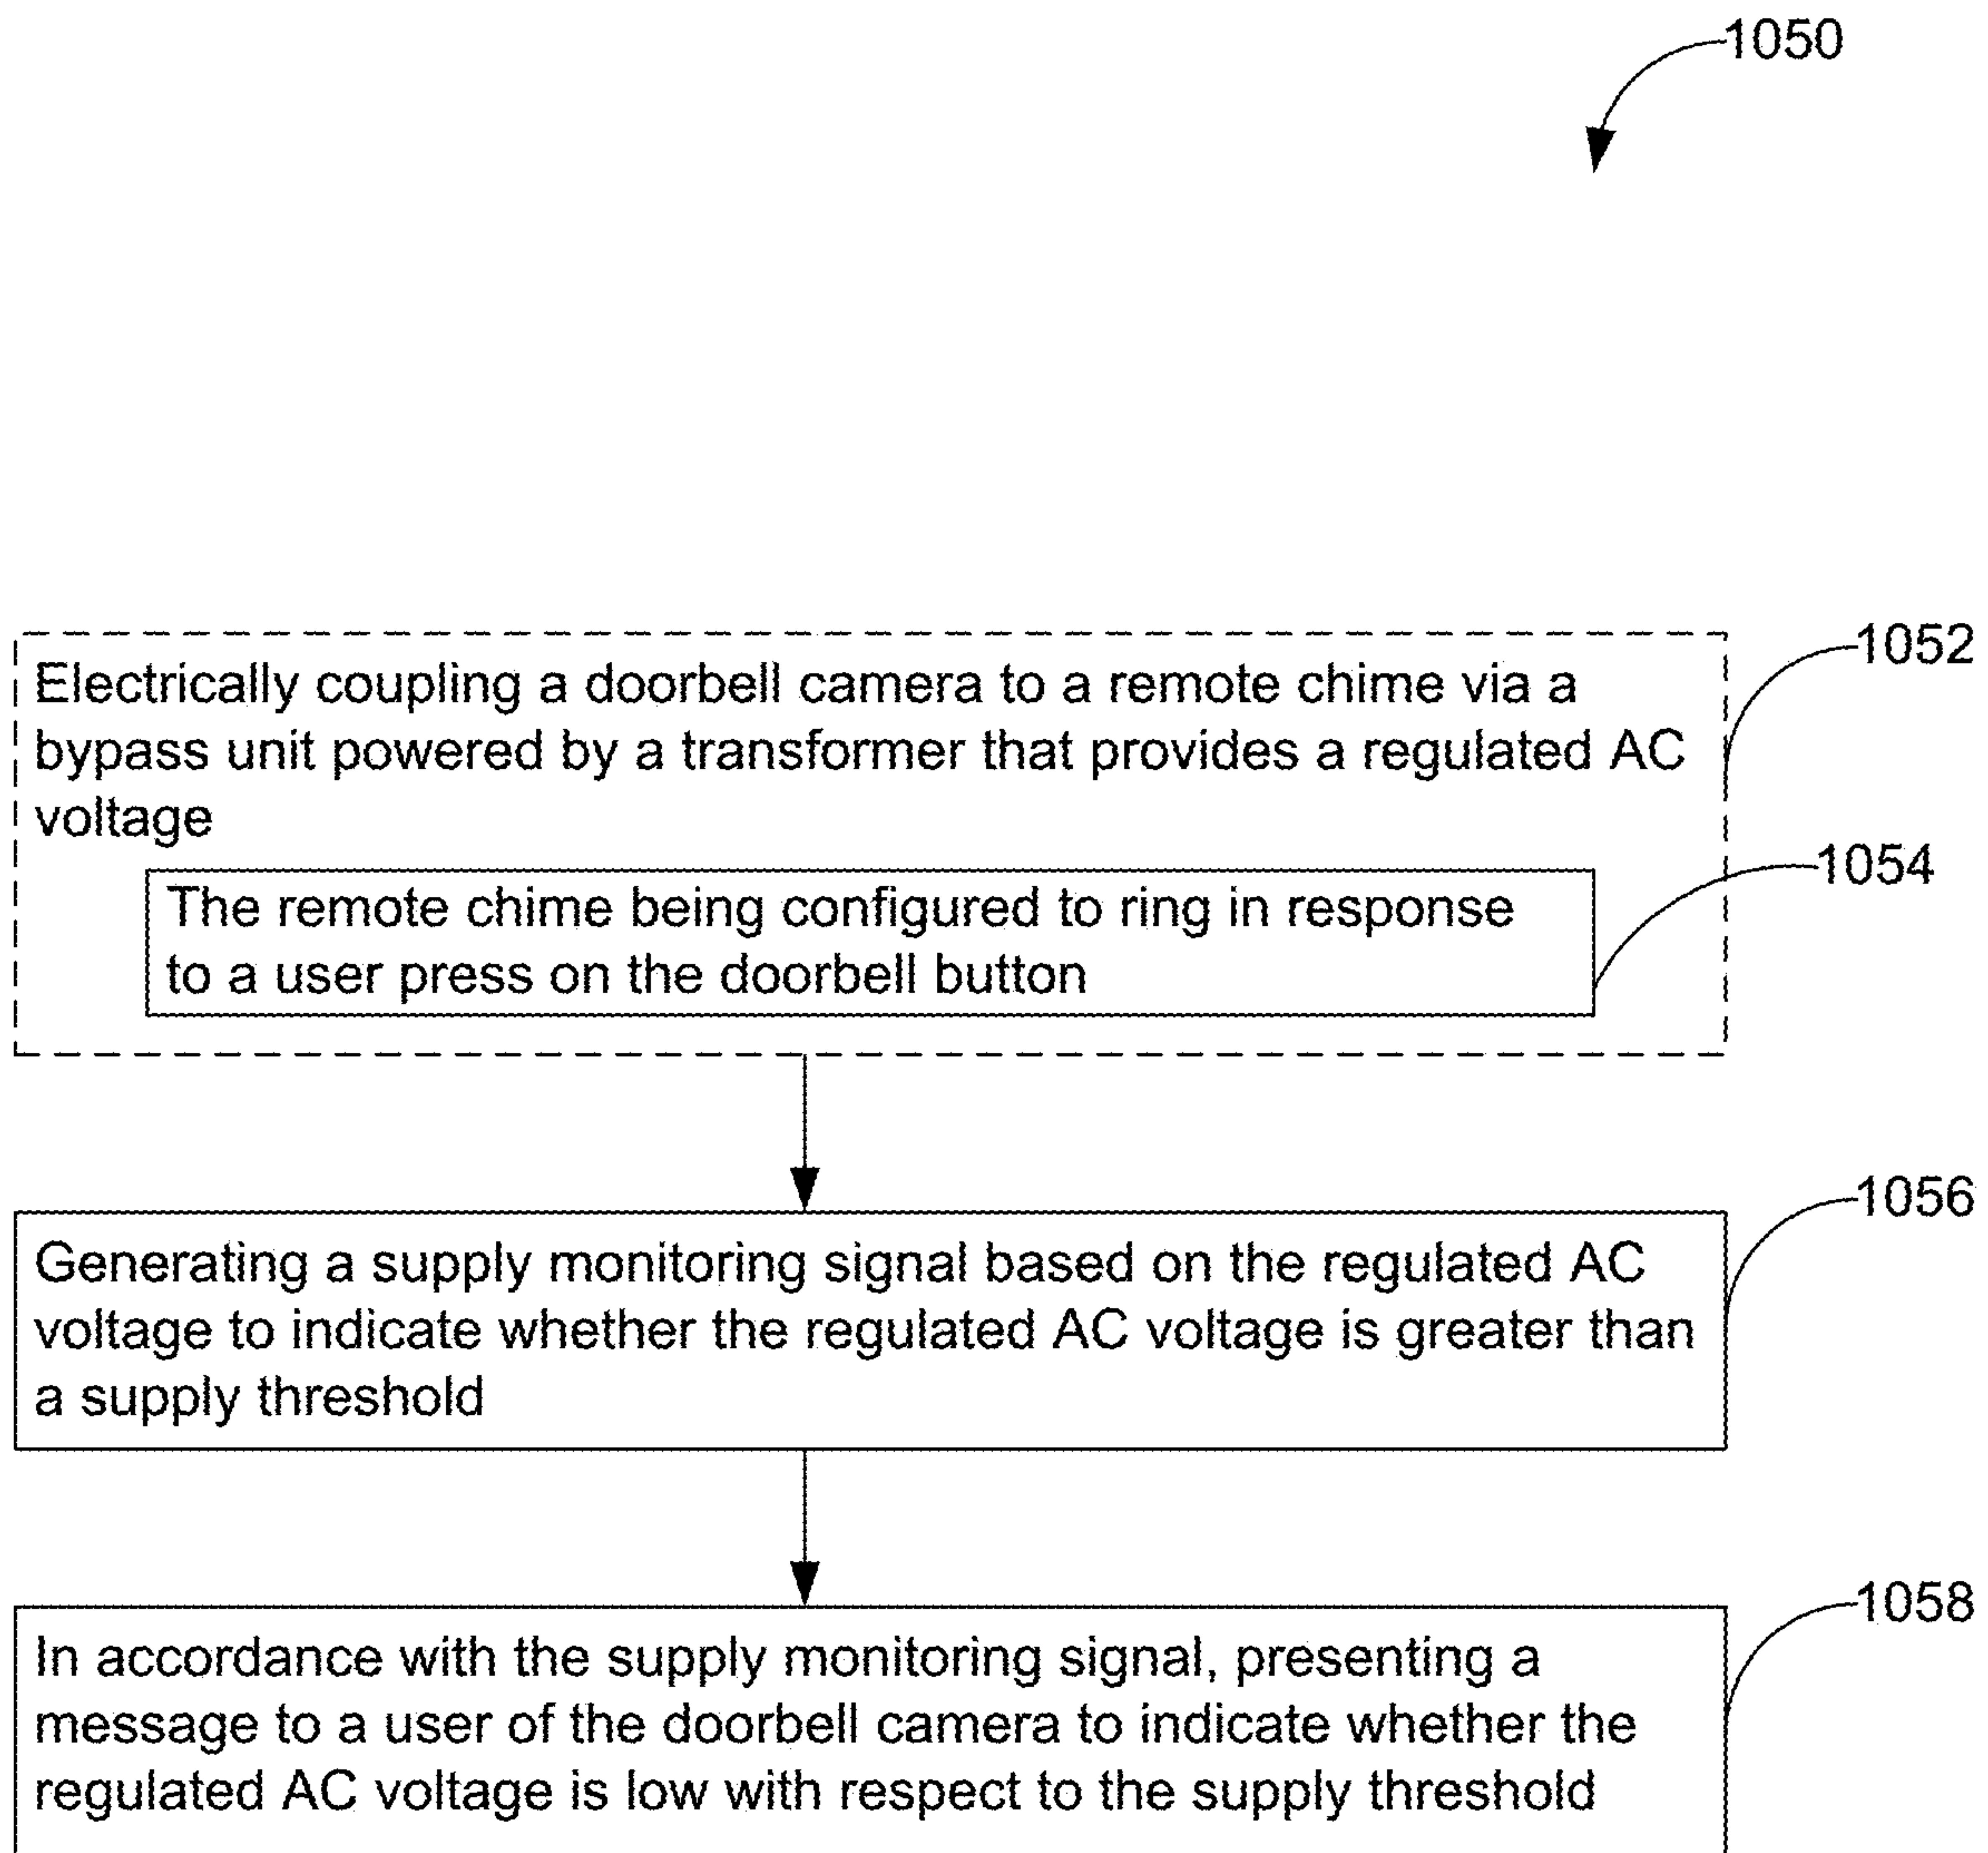 1050
1052
Electrically coupling a doorbell camera to a remote chime via a
bypass unit powered by a transformer that provides a regulated AC
voltage
1054
The remote chime being configured to ring in response
to a user press on the doorbell button
1056
Generating a supply monitoring signal based on the regulated AC
voltage to indicate whether the regulated AC voltage is greater than
a supply threshold
1058
In accordance with the supply monitoring signal, presenting a
message to a user of the doorbell camera to indicate whether the
regulated AC voltage is low with respect to the supply threshold